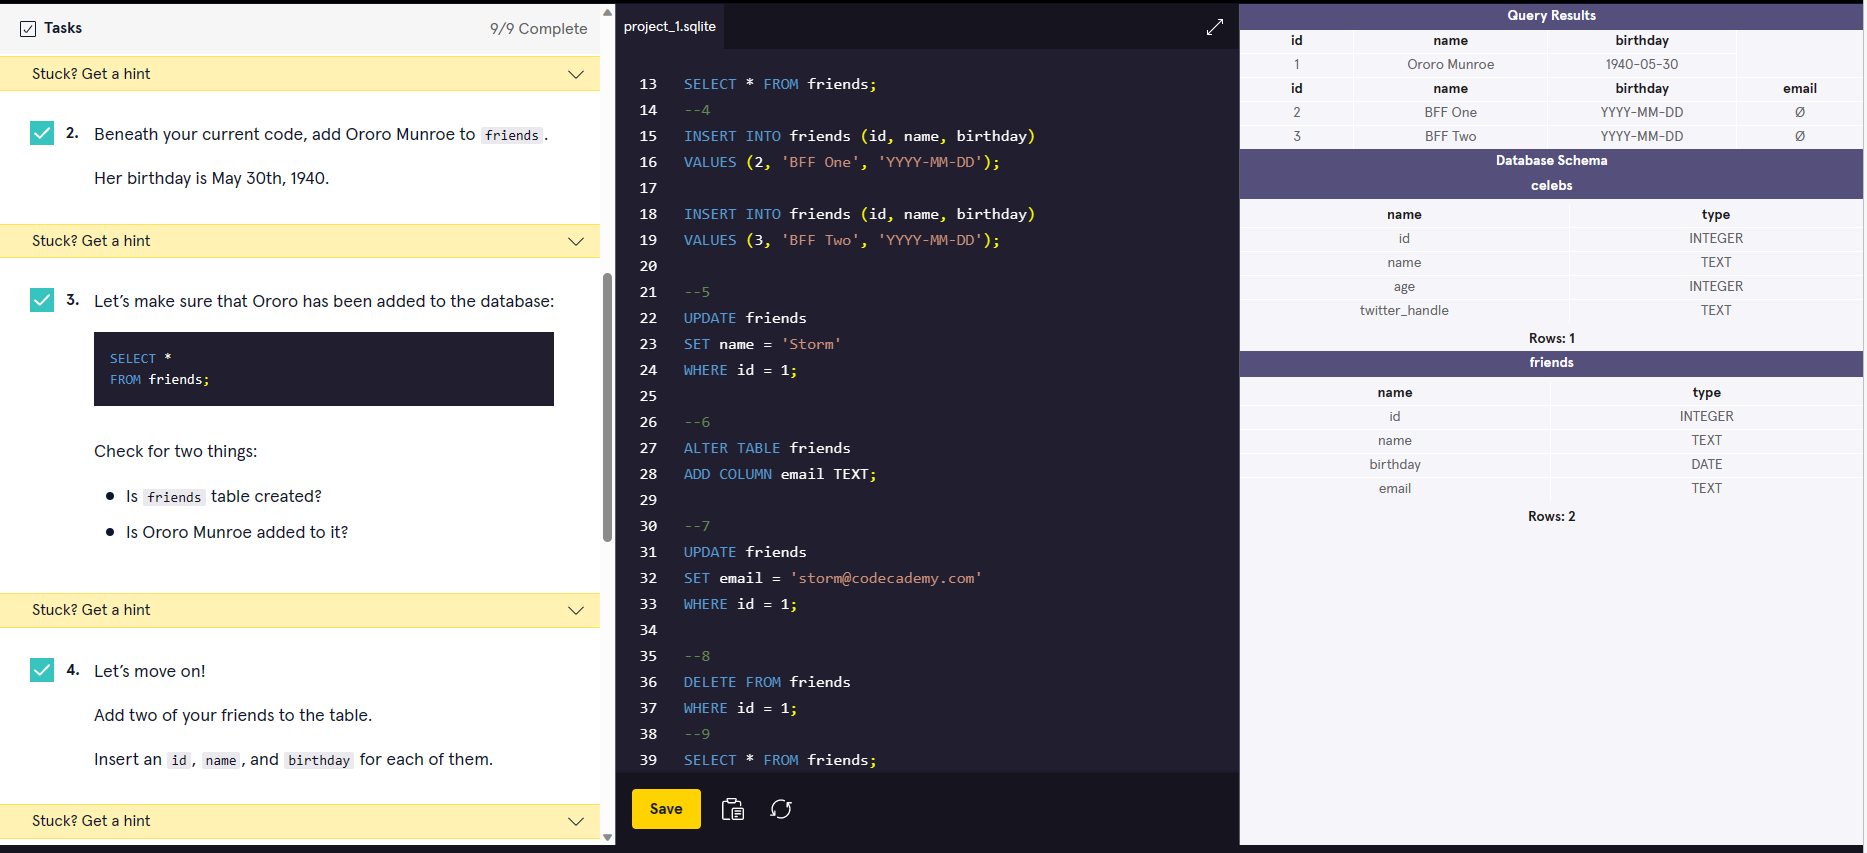 Tasks
9/9 Complete
Stuck? Get a hint
2. Beneath your current code, add Ororo Munroe to friends.
Her birthday is May 30th, 1940.
Stuck? Get a hint
3. Let’s make sure that Ororo has been added to the database:
SELECT *
FROM friends;
Check for two things:
• Is friends table created?
• Is Ororo Munroe added to it?
Stuck? Get a hint
4. Let’s move on!
Add two of your friends to the table.
Insert an id, name, and birthday for each of them.
Stuck? Get a hint
project_1.sqlite
13 SELECT * FROM friends;
14 --4
15 INSERT INTO friends (id, name, birthday)
16 VALUES (2, 'BFF One', 'YYYY-MM-DD');
17
18 INSERT INTO friends (id, name, birthday)
19 VALUES (3, 'BFF Two', 'YYYY-MM-DD');
20
21 --5
22 UPDATE friends
23 SET name = 'Storm'
24 WHERE id = 1;
25
26 --6
27 ALTER TABLE friends
28 ADD COLUMN email TEXT;
29
30 --7
31 UPDATE friends
32 SET email = 'storm@codecademy.com'
33 WHERE id = 1;
34
35 --8
36 DELETE FROM friends
37 WHERE id = 1;
38 --9
39 SELECT * FROM friends;
Save
Query Results
id name birthday
1 Ororo Munroe 1940-05-30
id name birthday email
2 BFF One YYYY-MM-DD Ø
3 BFF Two YYYY-MM-DD Ø
Database Schema
celebs
name type
id INTEGER
name TEXT
age INTEGER
twitter_handle TEXT
Rows: 1
friends
name type
id INTEGER
name TEXT
birthday DATE
email TEXT
Rows: 2